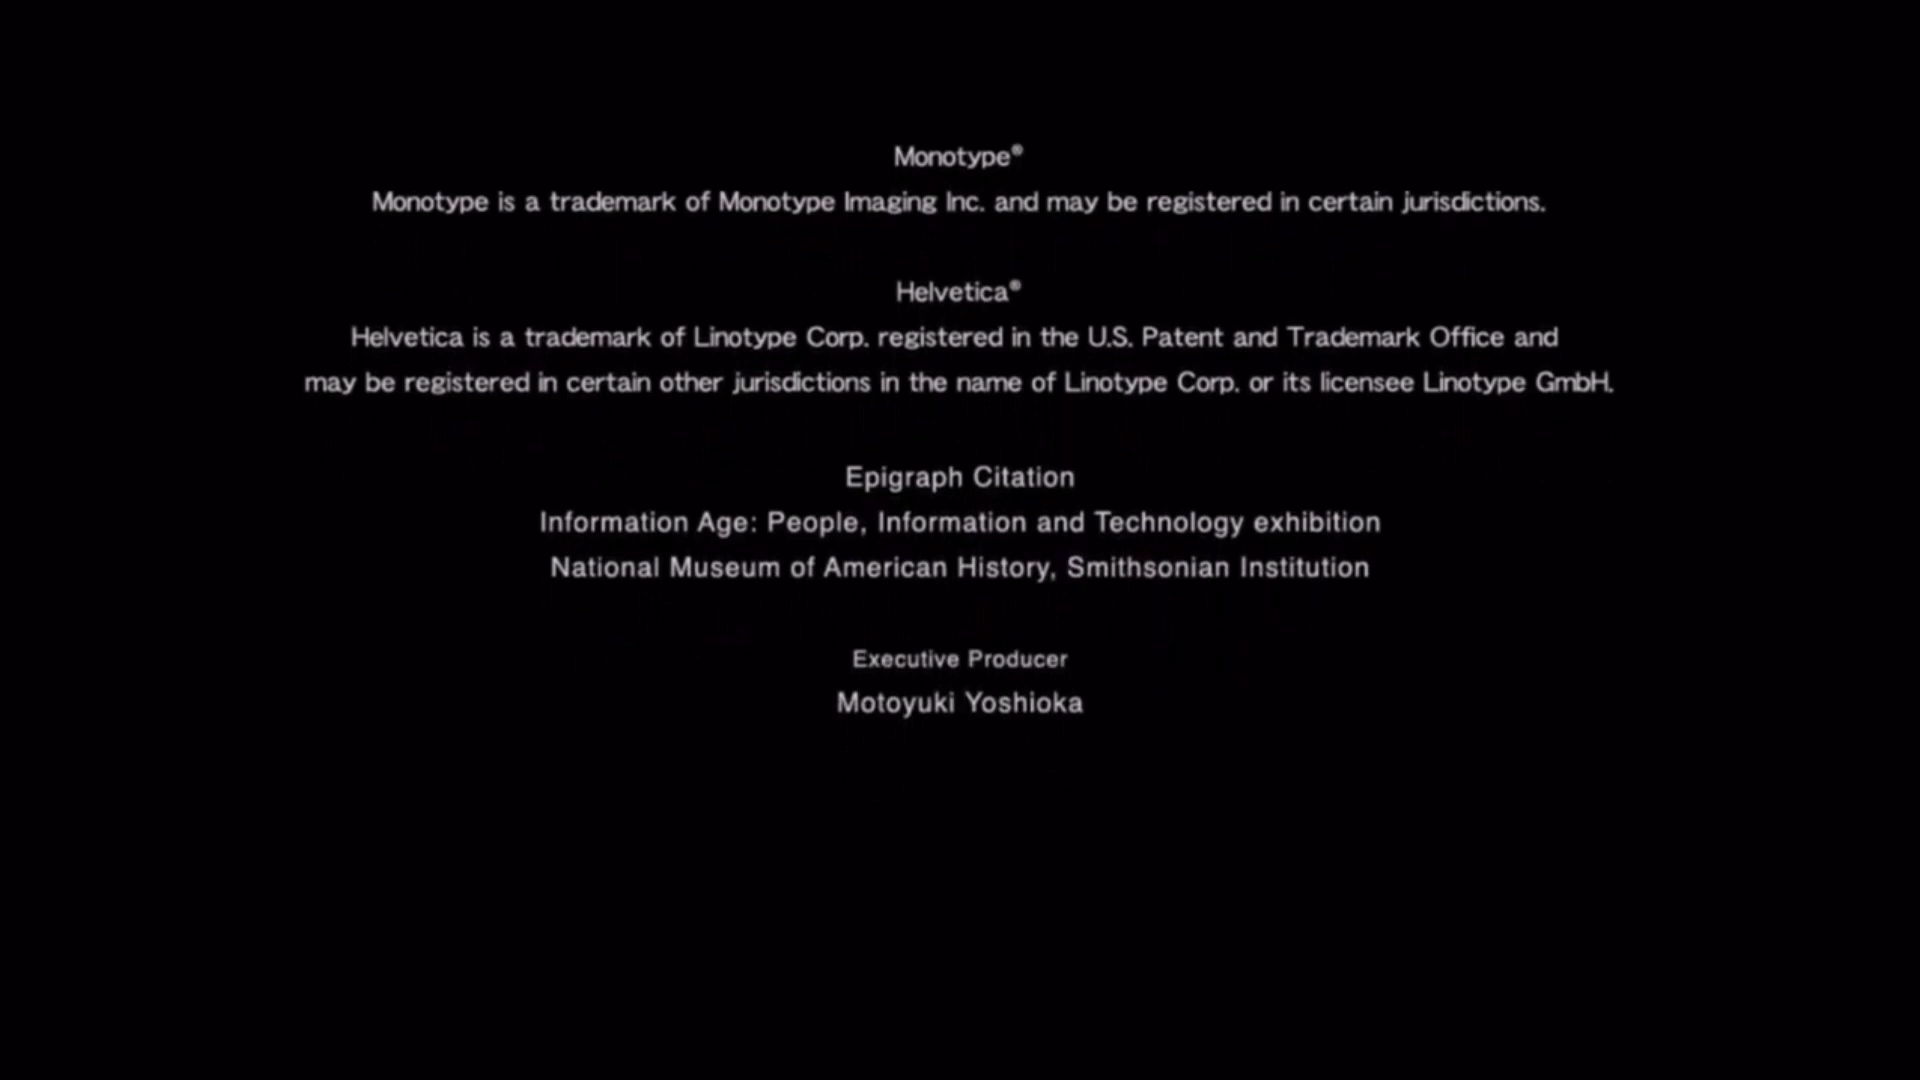 Monotype®
Monotype is a trademark of Monotype Imaging Inc. and may be registered in certain jurisdictions.
Helvetica®
Helvetica is a trademark of Linotype Corp. registered in the U.S. Patent and Trademark Office and
may be registered in certain other jurisdictions in the name of Linotype Corp. or its licensee Linotype GmbH.
Epigraph Citation
Information Age: People, Information and Technology exhibition
National Museum of American History, Smithsonian Institution
Executive Producer
Motoyuki Yoshioka